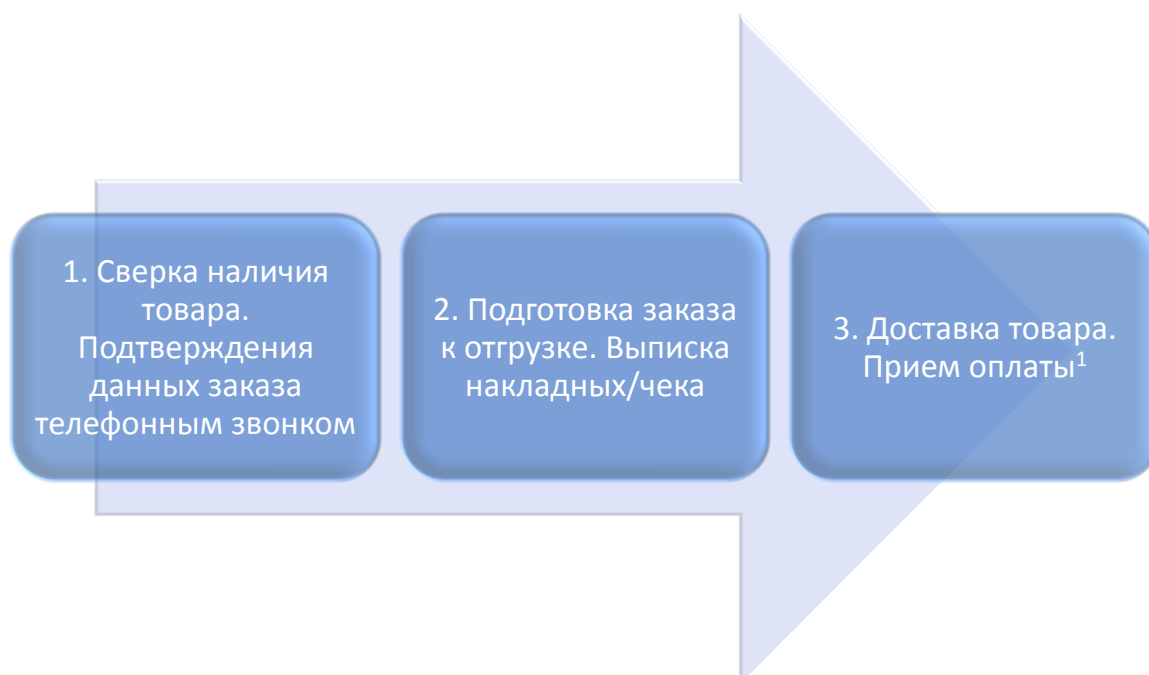 1. Сверка наличия
товара.
Подтверждения
данных заказа
телефонным звонком
2. Подготовка заказа
к отгрузке. Выписка
накладных/чека
3. Доставка товара.
Прием оплаты¹